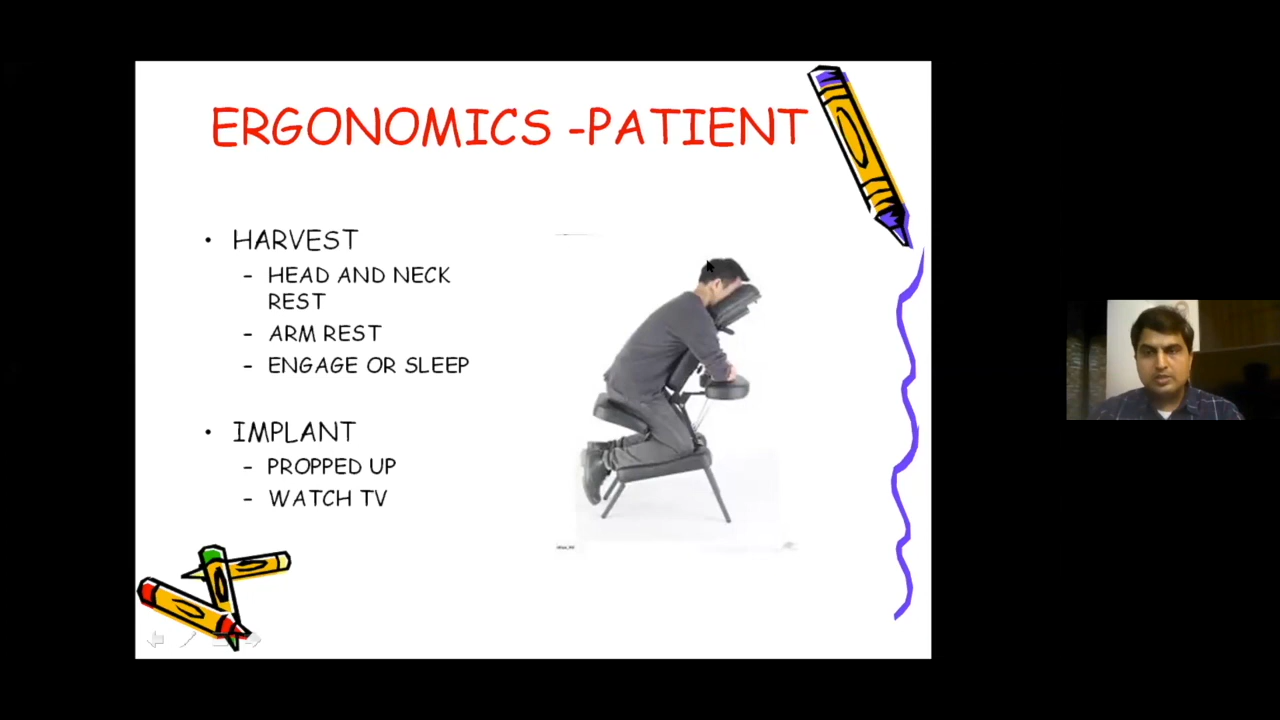 ERGONOMICS -PATIENT
• HARVEST
– HEAD AND NECK
REST
– ARM REST
– ENGAGE OR SLEEP
• IMPLANT
– PROPPED UP
– WATCH TV